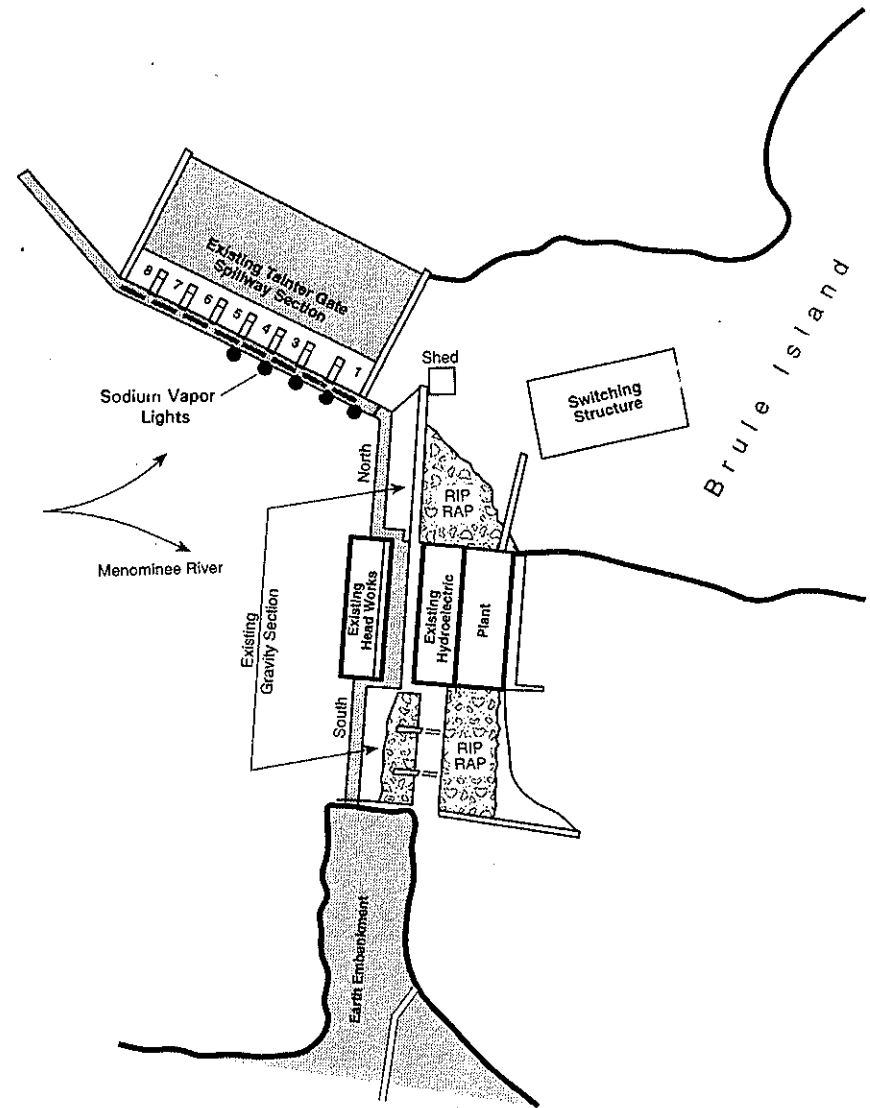 Existing Tainter Gate
Spillway Section
8
7
6
5
4
3
1
Shed
Sodium Vapor
Lights
Switching
Structure
Brule Island
North
RIP
RAP
Menominee River
Existing
Gravity Section
Existing
Head Works
Existing
Hydroelectric
Plant
South
RIP
RAP
Earth Embankment